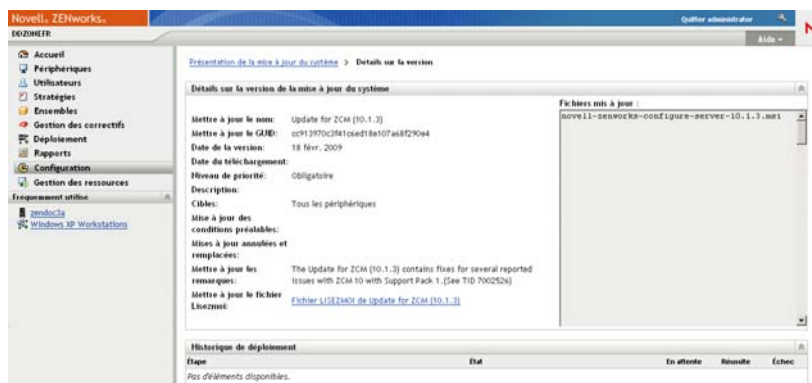 Novell® ZENworks®
Quitter administrator
DOZONEFR
Aide
Accueil
Périphériques
Utilisateurs
Stratégies
Ensembles
Gestion des correctifs
Déploiement
Rapports
Configuration
Gestion des ressources
Fréquemment utilisé
zendoc3a
Windows XP Workstations
Présentation de la mise à jour du système > Détails sur la version
Détails sur la version de la mise à jour du système
Mettre à jour le nom: Update for ZCM (10.1.3)
Mettre à jour le GUID: cc913970c3f41c6ed18e107a68f290e4
Date de la version: 18 févr. 2009
Date du téléchargement:
Niveau de priorité: Obligatoire
Description:
Cibles: Tous les périphériques
Mise à jour des conditions préalables:
Mises à jour annulées et remplacées:
Mettre à jour les remarques: The Update for ZCM (10.1.3) contains fixes for several reported issues with ZCM 10 with Support Pack 1.(See TID 7002526)
Mettre à jour le fichier Lisezmoi: Fichier LISEZMOI de Update for ZCM (10.1.3)
Fichiers mis à jour :
novell-zenworks-configure-server-10.1.3.msi
Historique de déploiement
Étape État En attente Réussite Échec
Pas d'éléments disponibles.